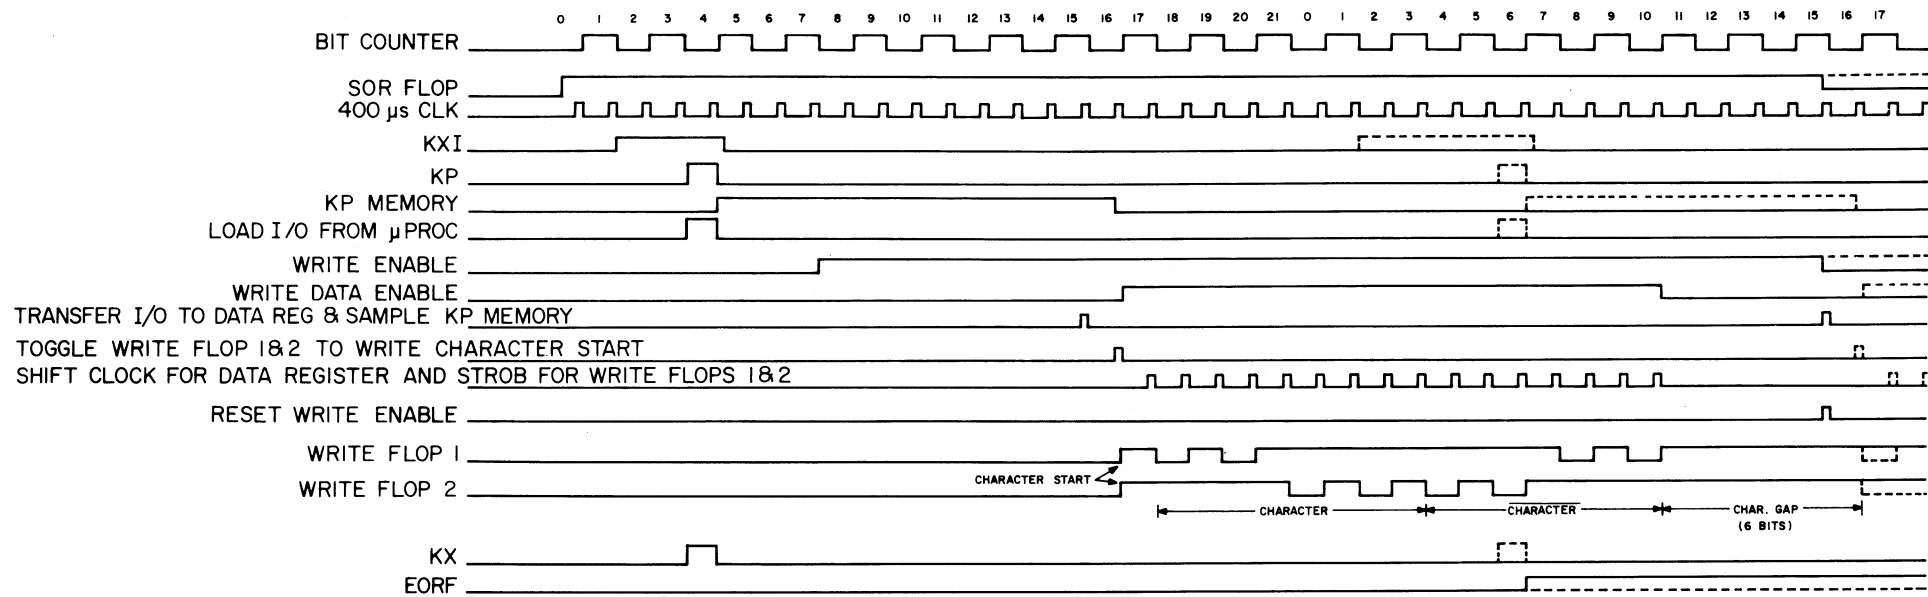 0 1 2 3 4 5 6 7 8 9 10 11 12 13 14 15 16 17 18 19 20 21 0 1 2 3 4 5 6 7 8 9 10 11 12 13 14 15 16 17
BIT COUNTER
SOR FLOP
400 µs CLK
KXI
KP
KP MEMORY
LOAD I/O FROM µPROC
WRITE ENABLE
WRITE DATA ENABLE
TRANSFER I/O TO DATA REG & SAMPLE KP MEMORY
TOGGLE WRITE FLOP 1&2 TO WRITE CHARACTER START
SHIFT CLOCK FOR DATA REGISTER AND STROB FOR WRITE FLOPS 1&2
RESET WRITE ENABLE
WRITE FLOP 1
CHARACTER START
WRITE FLOP 2
CHARACTER CHARACTER CHAR. GAP
(6 BITS)
KX
EORF